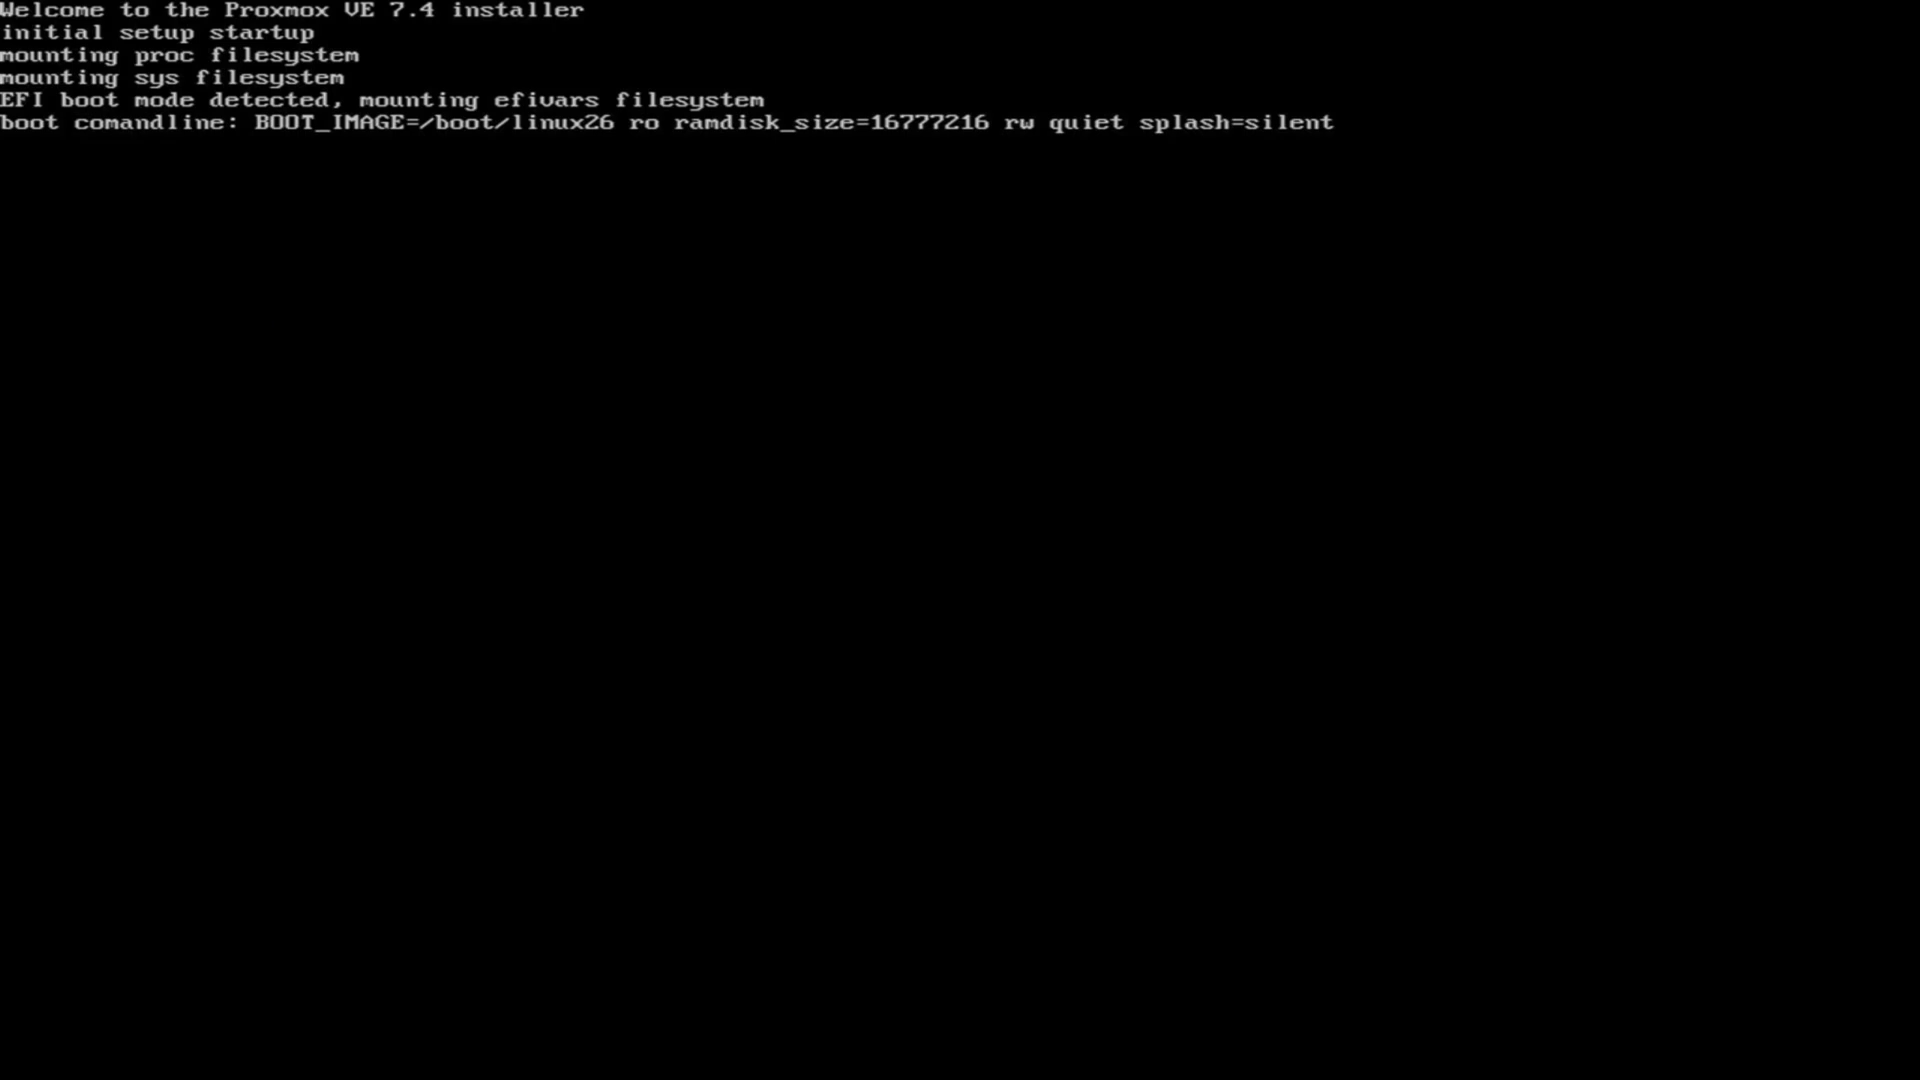 Welcome to the Proxmox VE 7.4 installer
initial setup startup
mounting proc filesystem
mounting sys filesystem
EFI boot mode detected, mounting efivars filesystem
boot comandline: BOOT_IMAGE=/boot/linux26 ro ramdisk_size=16777216 rw quiet splash=silent